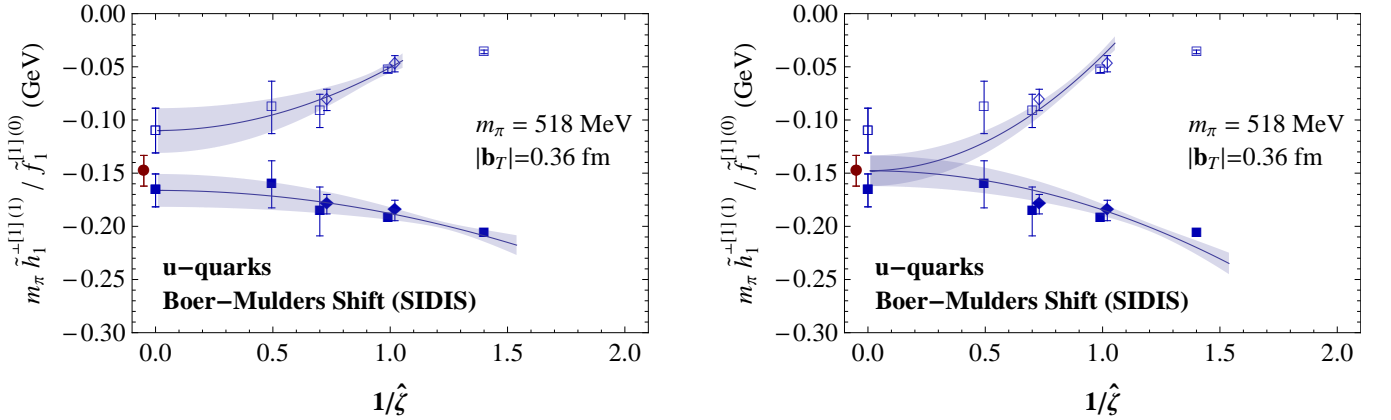 0.00
−0.05
−0.10
−0.15
−0.20
−0.25
−0.30
m_π h̃_1^{⊥[1](1)} / f̃_1^{[1](0)} (GeV)
m_π = 518 MeV
|b_T|=0.36 fm
u−quarks
Boer−Mulders Shift (SIDIS)
0.0 0.5 1.0 1.5 2.0
1/ζ̂
0.00
−0.05
−0.10
−0.15
−0.20
−0.25
−0.30
m_π h̃_1^{⊥[1](1)} / f̃_1^{[1](0)} (GeV)
m_π = 518 MeV
|b_T|=0.36 fm
u−quarks
Boer−Mulders Shift (SIDIS)
0.0 0.5 1.0 1.5 2.0
1/ζ̂